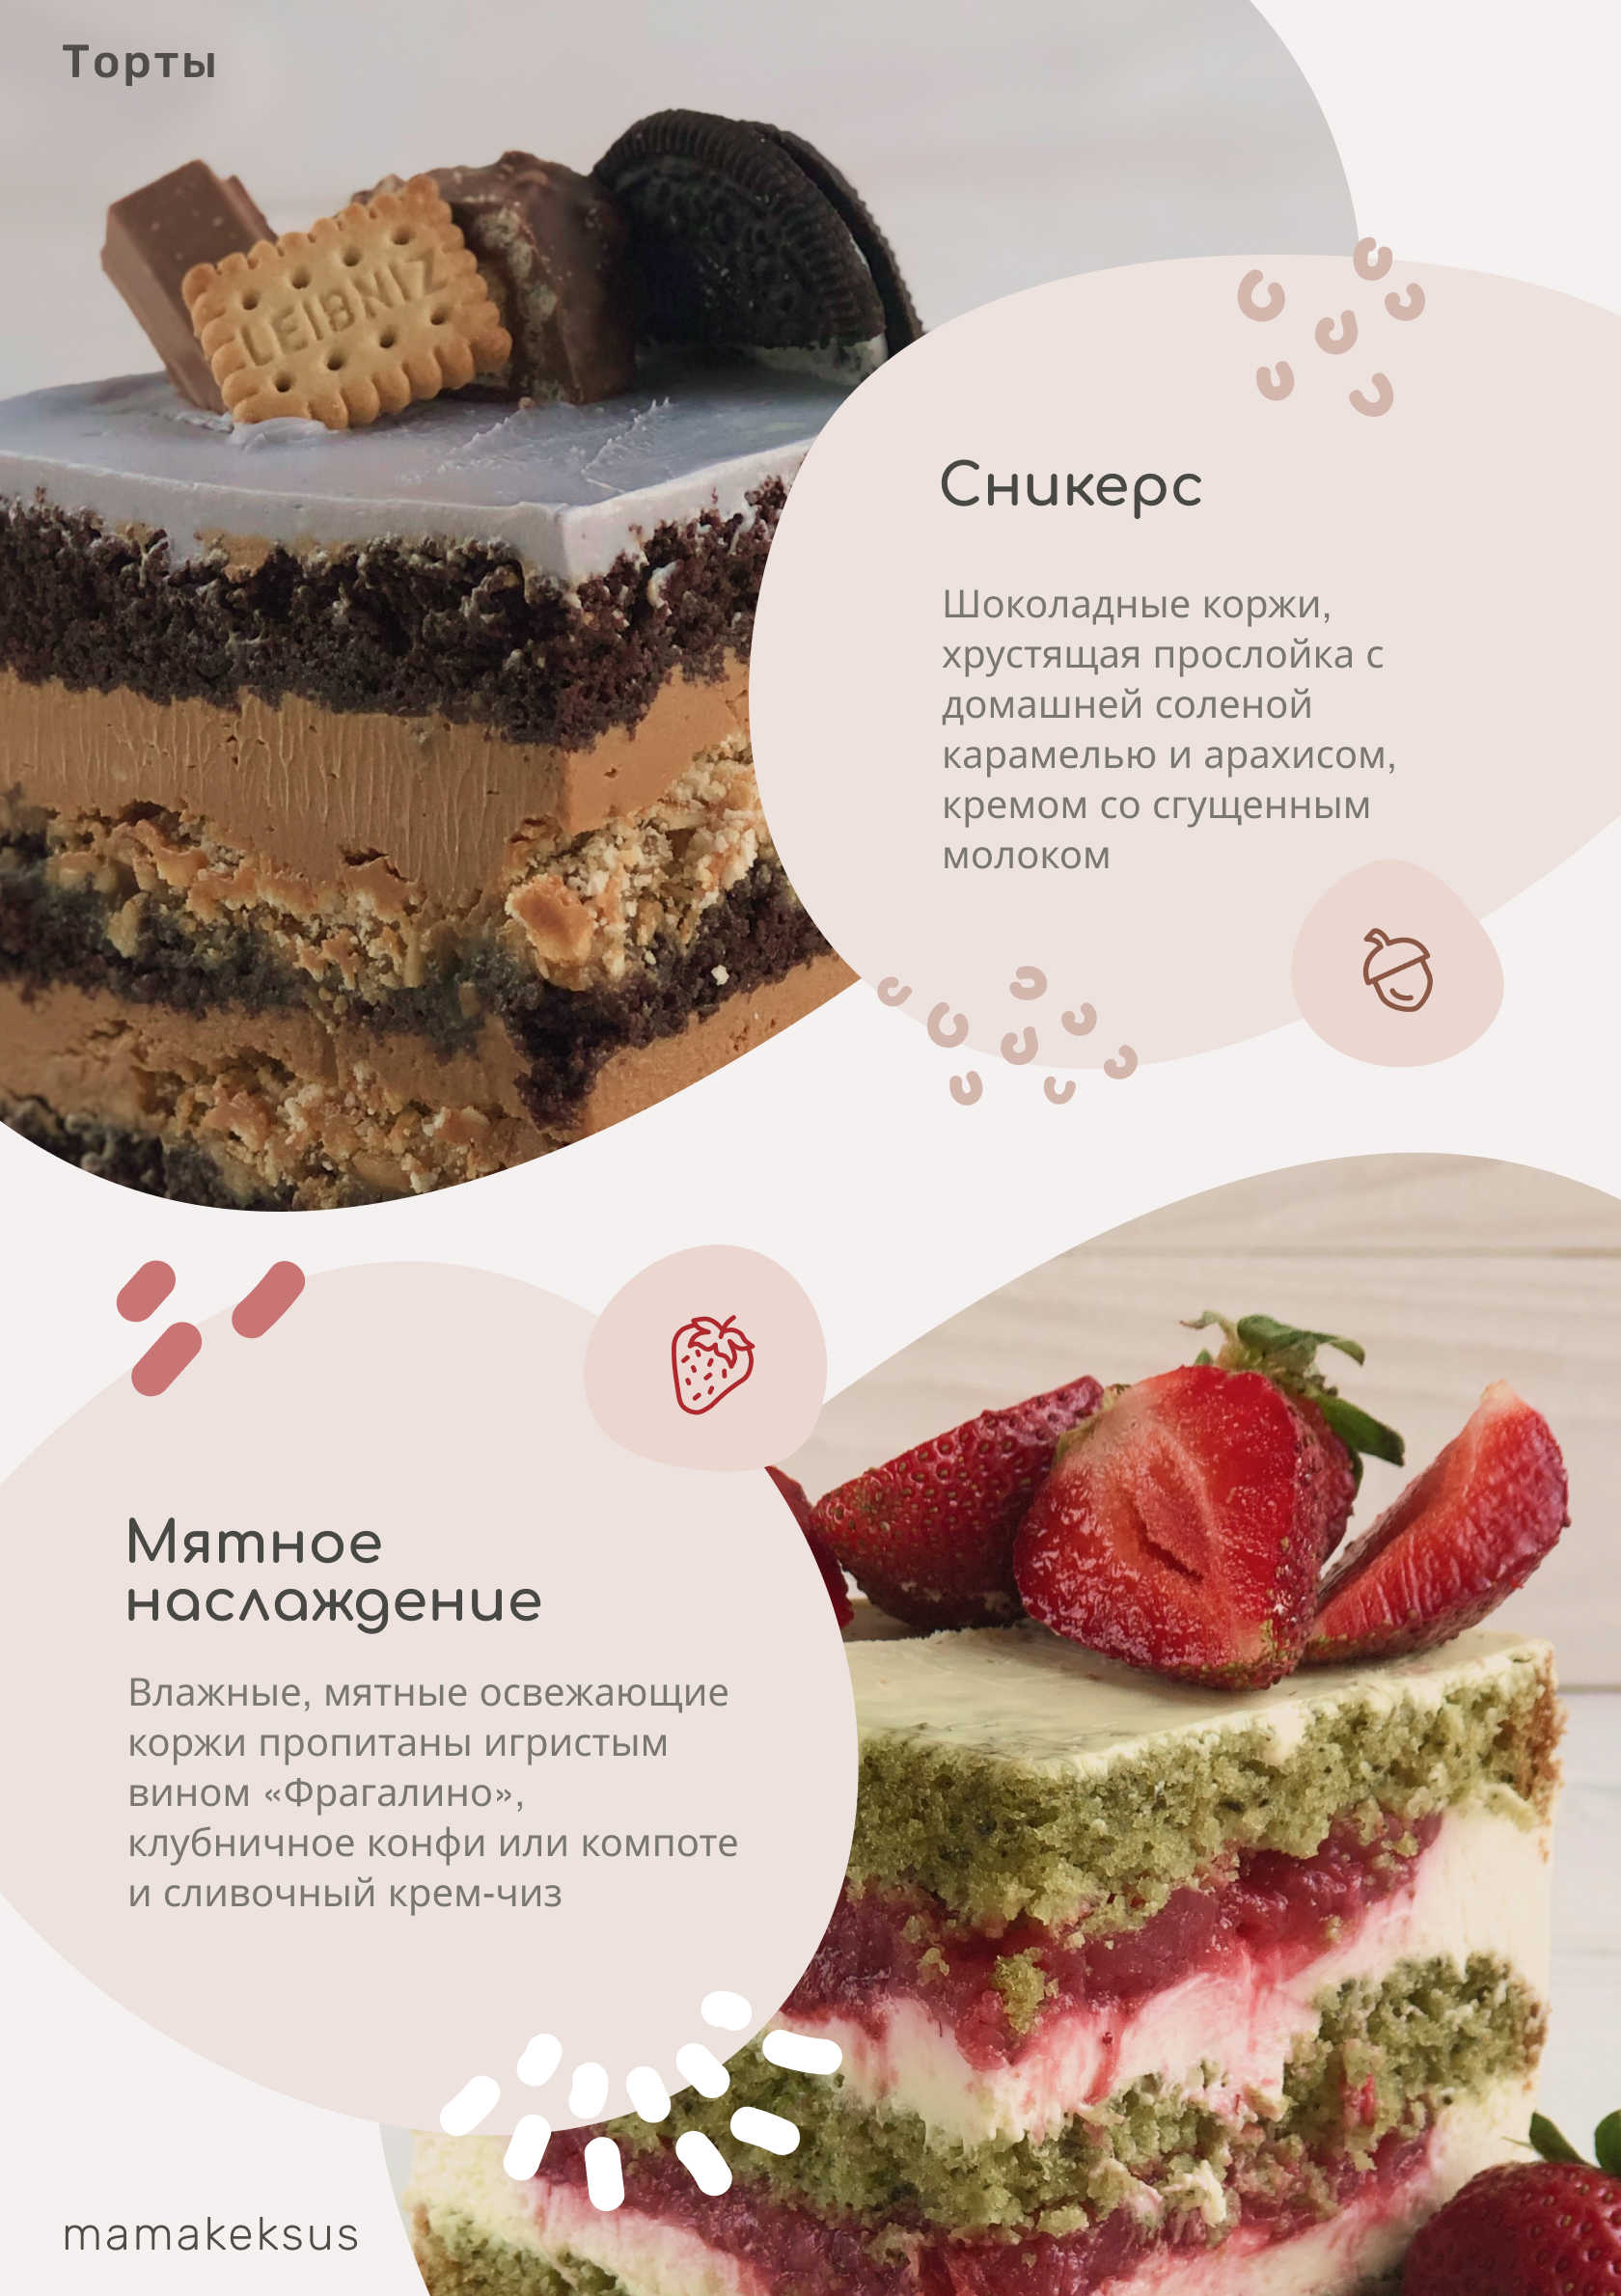 Торты
LEIBNIZ
Сникерс
Шоколадные коржи,
хрустящая прослойка с
домашней соленой
карамелью и арахисом,
кремом со сгущенным
молоком
Мятное
наслаждение
Влажные, мятные освежающие
коржи пропитаны игристым
вином «Фрагалино»,
клубничное конфи или компоте
и сливочный крем-чиз
mamakeksus